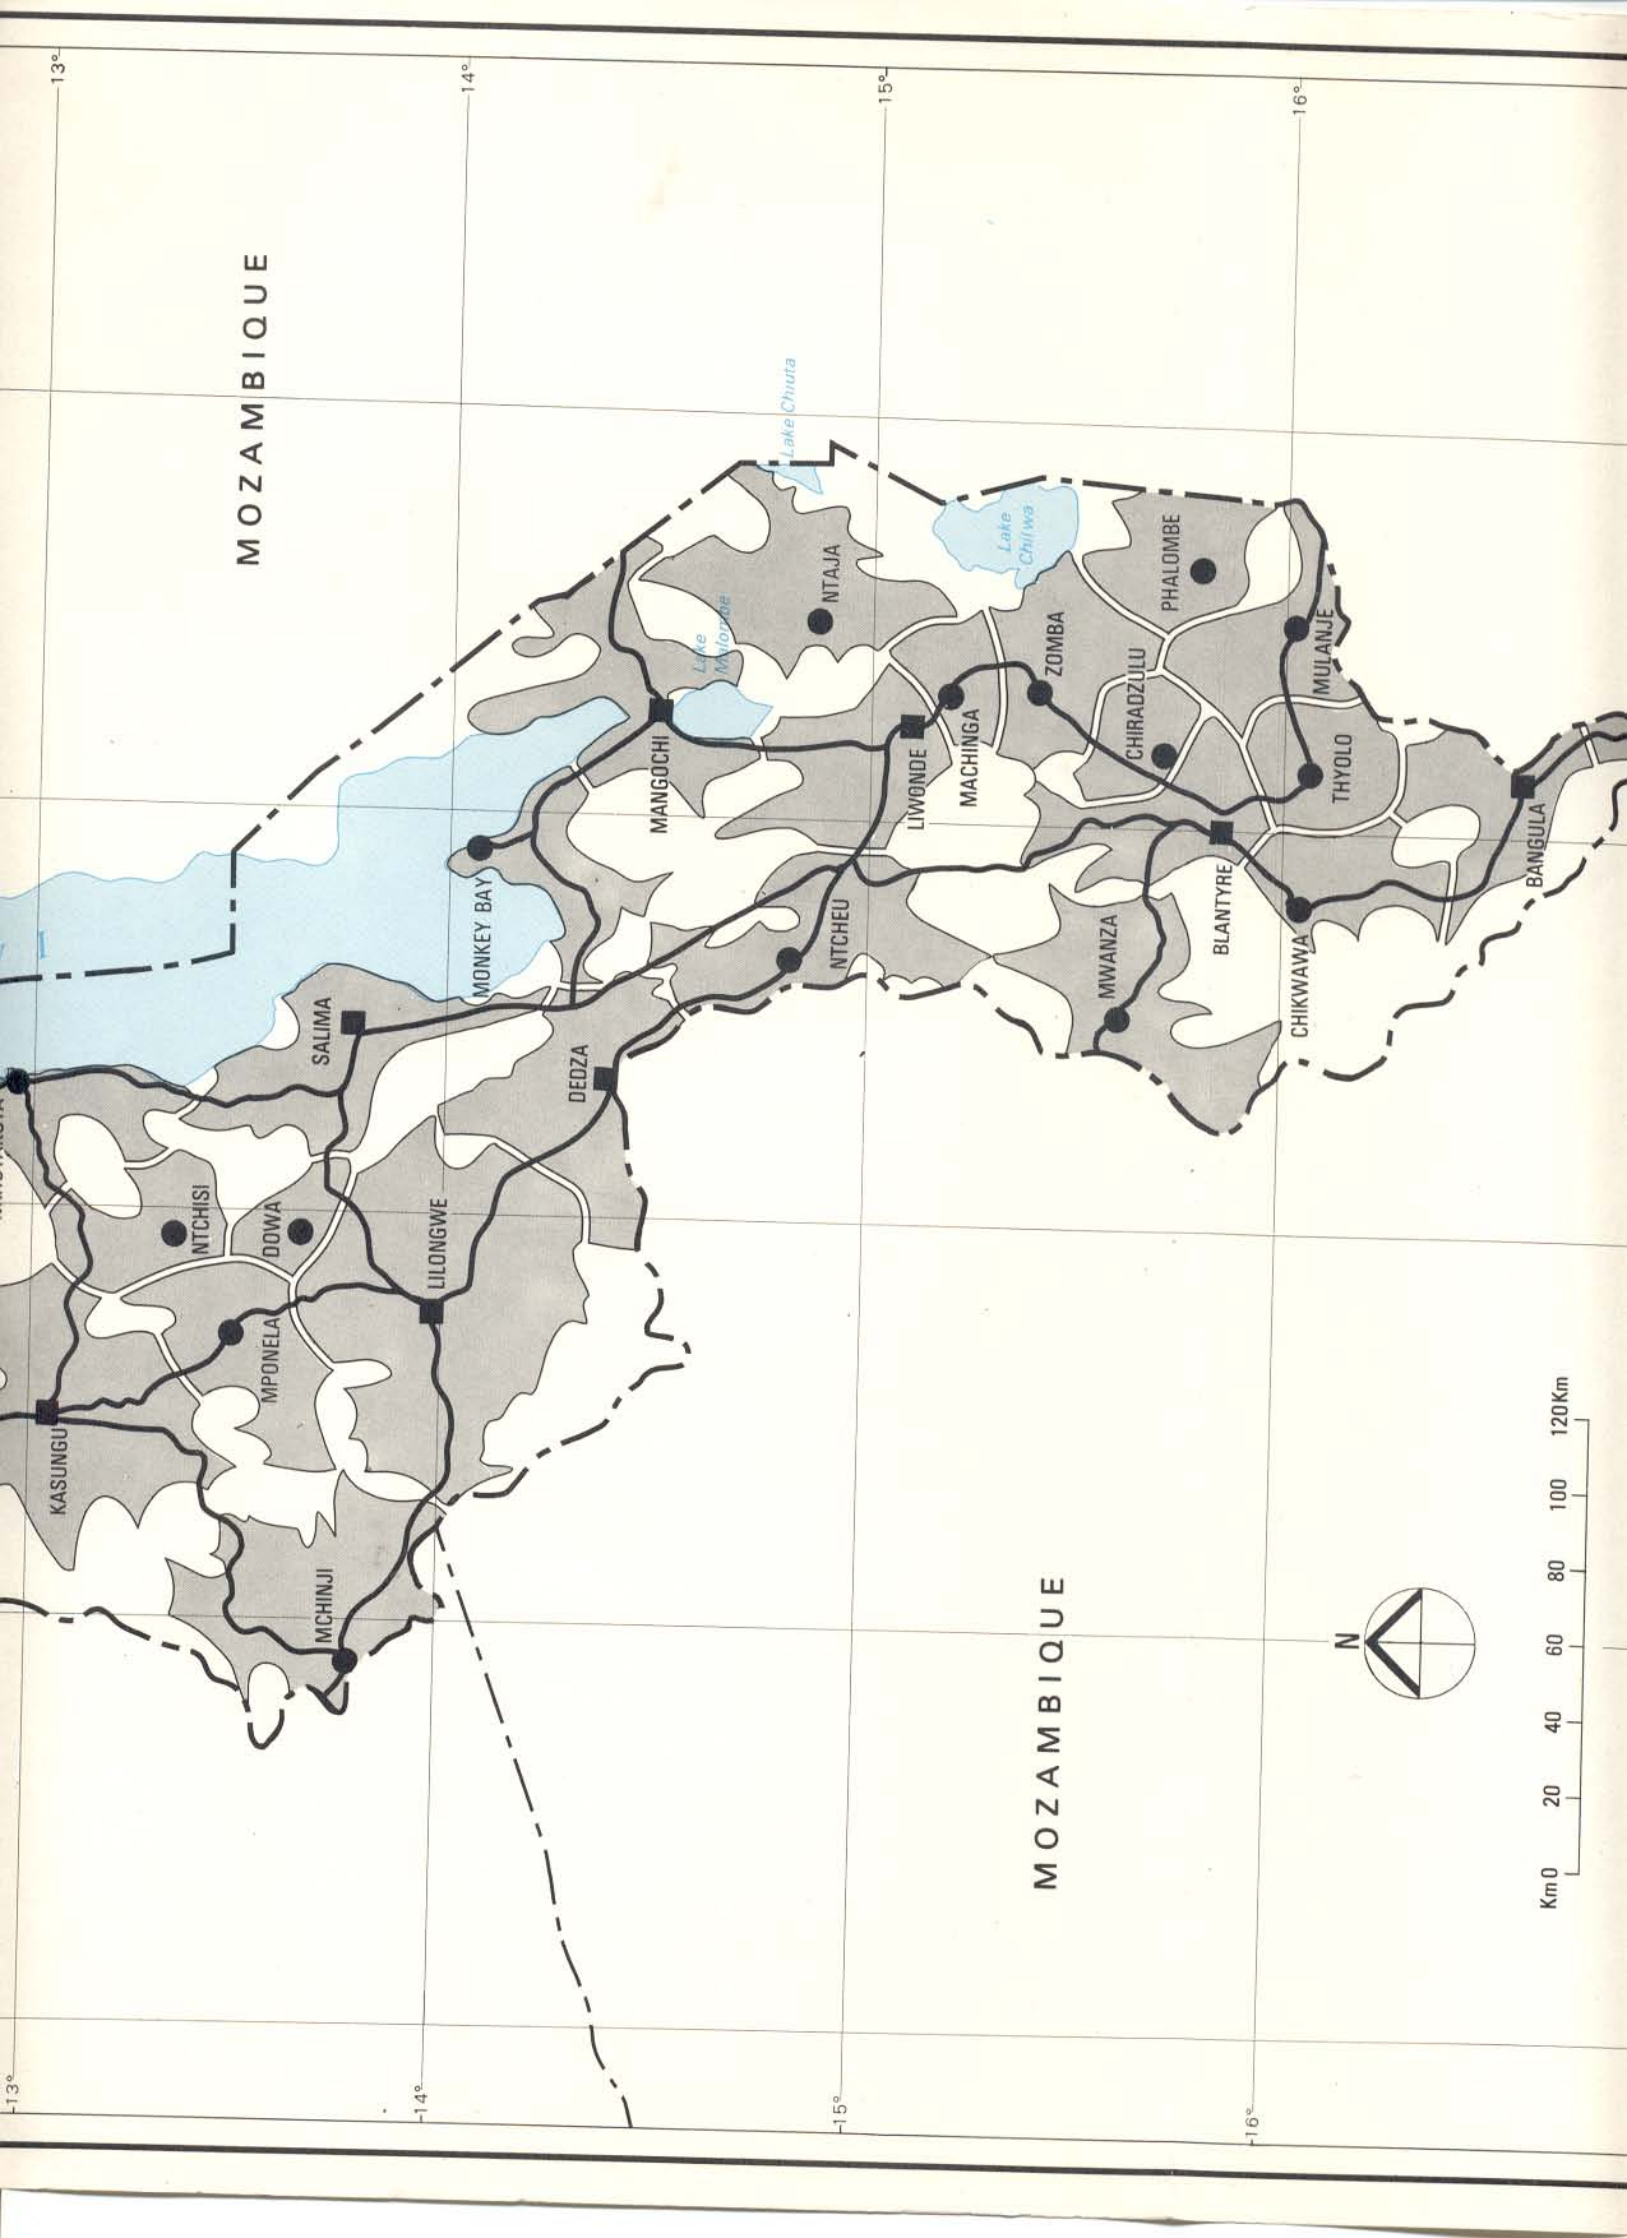 13°
14°
15°
16°
MOZAMBIQUE
Lake Chiuta
Lake
Chilwa
Lake
Malombe
NTAJA
PHALOMBE
MULANJE
ZOMBA
CHIRADZULU
MACHINGA
LIWONDE
THYOLO
MANGOCHI
MONKEY BAY
BANGULA
BLANTYRE
NTCHEU
MWANZA
CHIKWAWA
SALIMA
DEDZA
NTCHISI
DOWA
LILONGWE
MPONELA
KASUNGU
MCHINJI
MOZAMBIQUE
N
Km 0 20 40 60 80 100 120Km
13°
14°
15°
16°